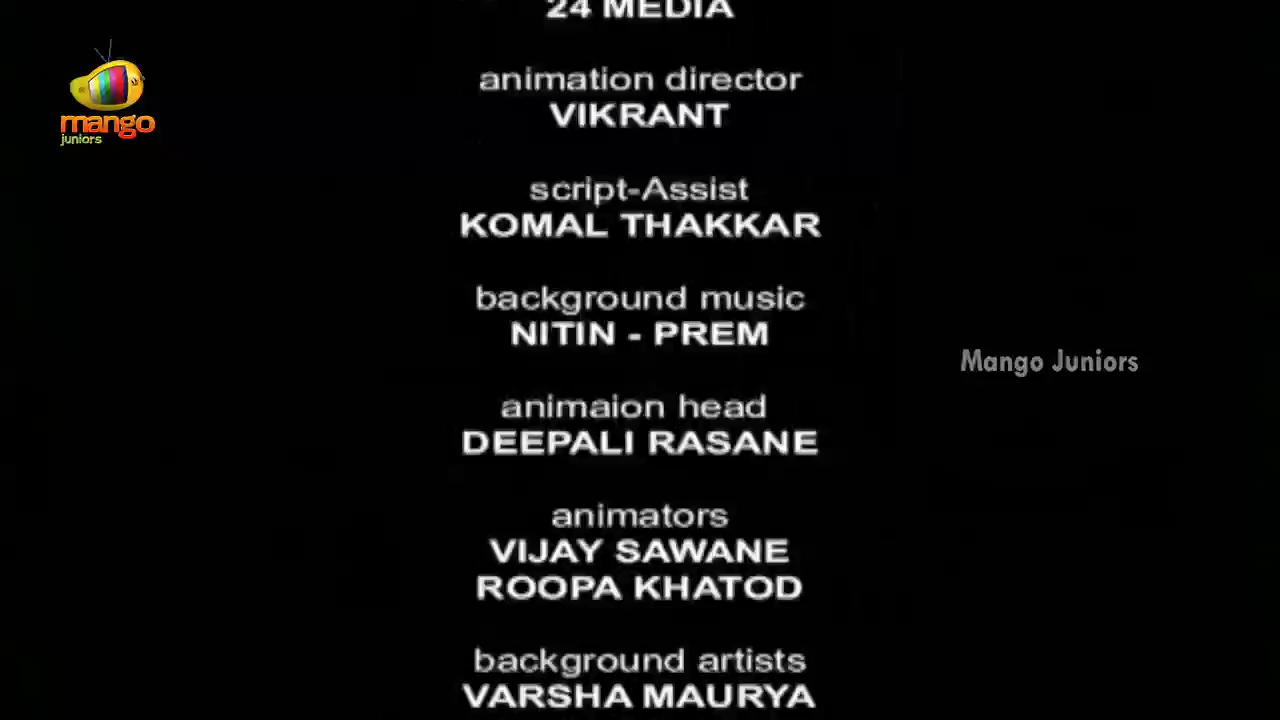 24 MEDIA
mango
juniors
animation director
VIKRANT
script-Assist
KOMAL THAKKAR
background music
NITIN - PREM
Mango Juniors
animaion head
DEEPALI RASANE
animators
VIJAY SAWANE
ROOPA KHATOD
background artists
VARSHA MAURYA